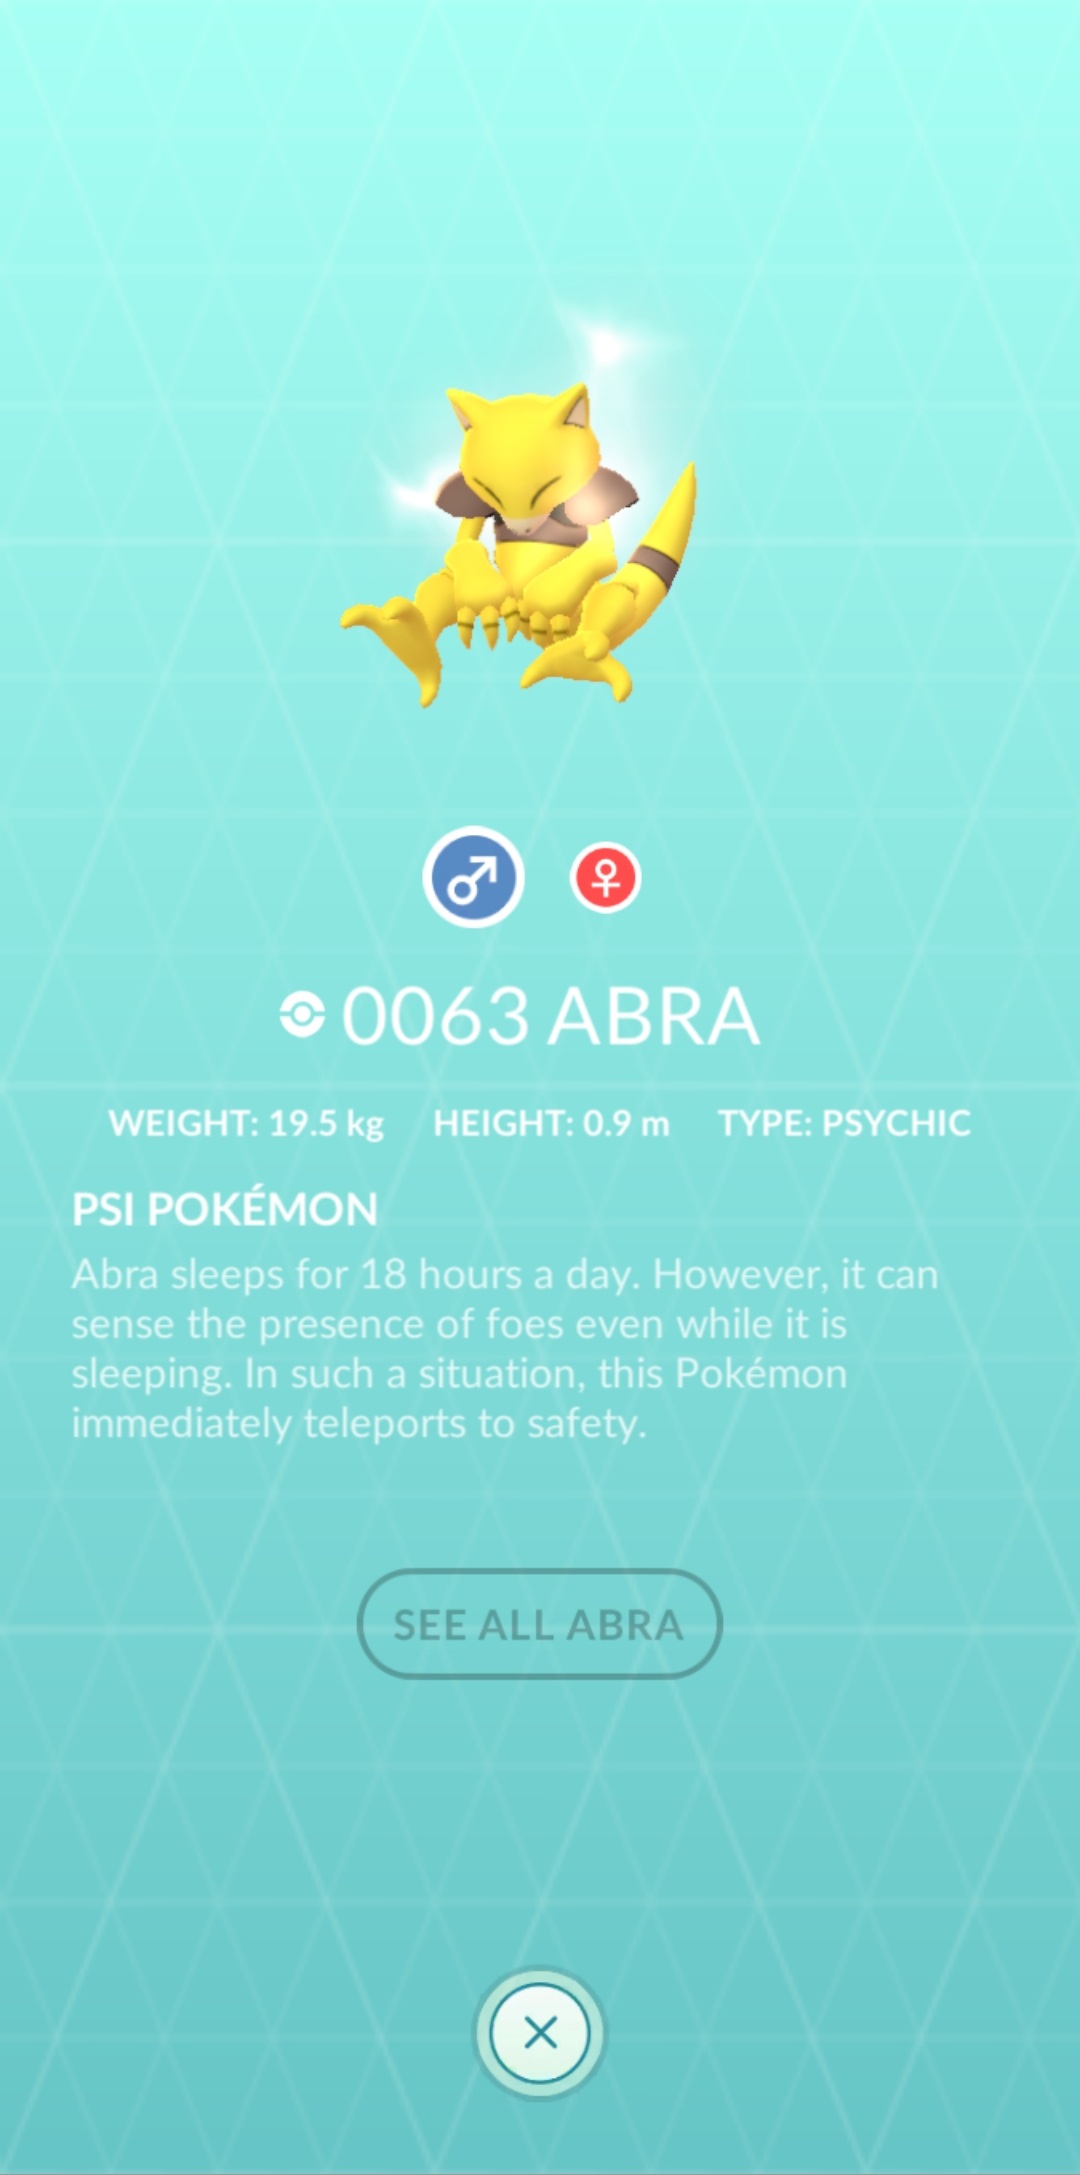 0063 ABRA
WEIGHT: 19.5 kg HEIGHT: 0.9 m TYPE: PSYCHIC
PSI POKÉMON
Abra sleeps for 18 hours a day. However, it can
sense the presence of foes even while it is
sleeping. In such a situation, this Pokémon
immediately teleports to safety.
SEE ALL ABRA